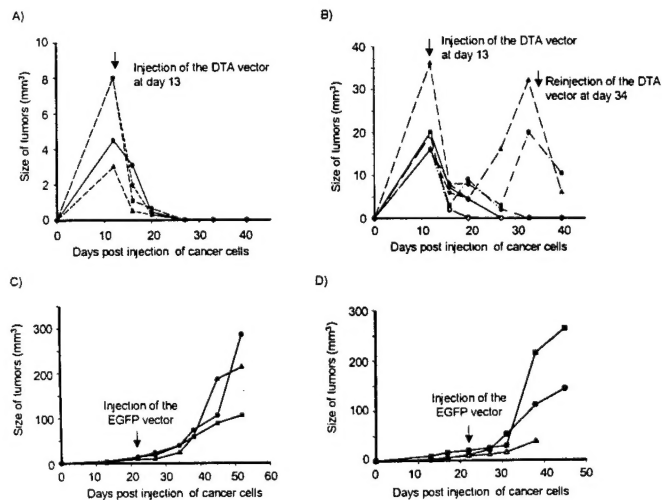 A)
Injection of the DTA vector
at day 13
Size of tumors (mm³)
10
8
6
4
2
0
0 10 20 30 40
Days post injection of cancer cells
B)
Injection of the DTA vector
at day 13
Reinjection of the DTA
vector at day 34
Size of tumors (mm³)
40
30
20
10
0
0 10 20 30 40
Days post injection of cancer cells
C)
Injection of the
EGFP vector
Size of tumors (mm³)
300
200
100
0
0 10 20 30 40 50 60
Days post injection of cancer cells
D)
Injection of the
EGFP vector
Size of tumors (mm³)
300
200
100
0
0 10 20 30 40 50
Days post injection of cancer cells